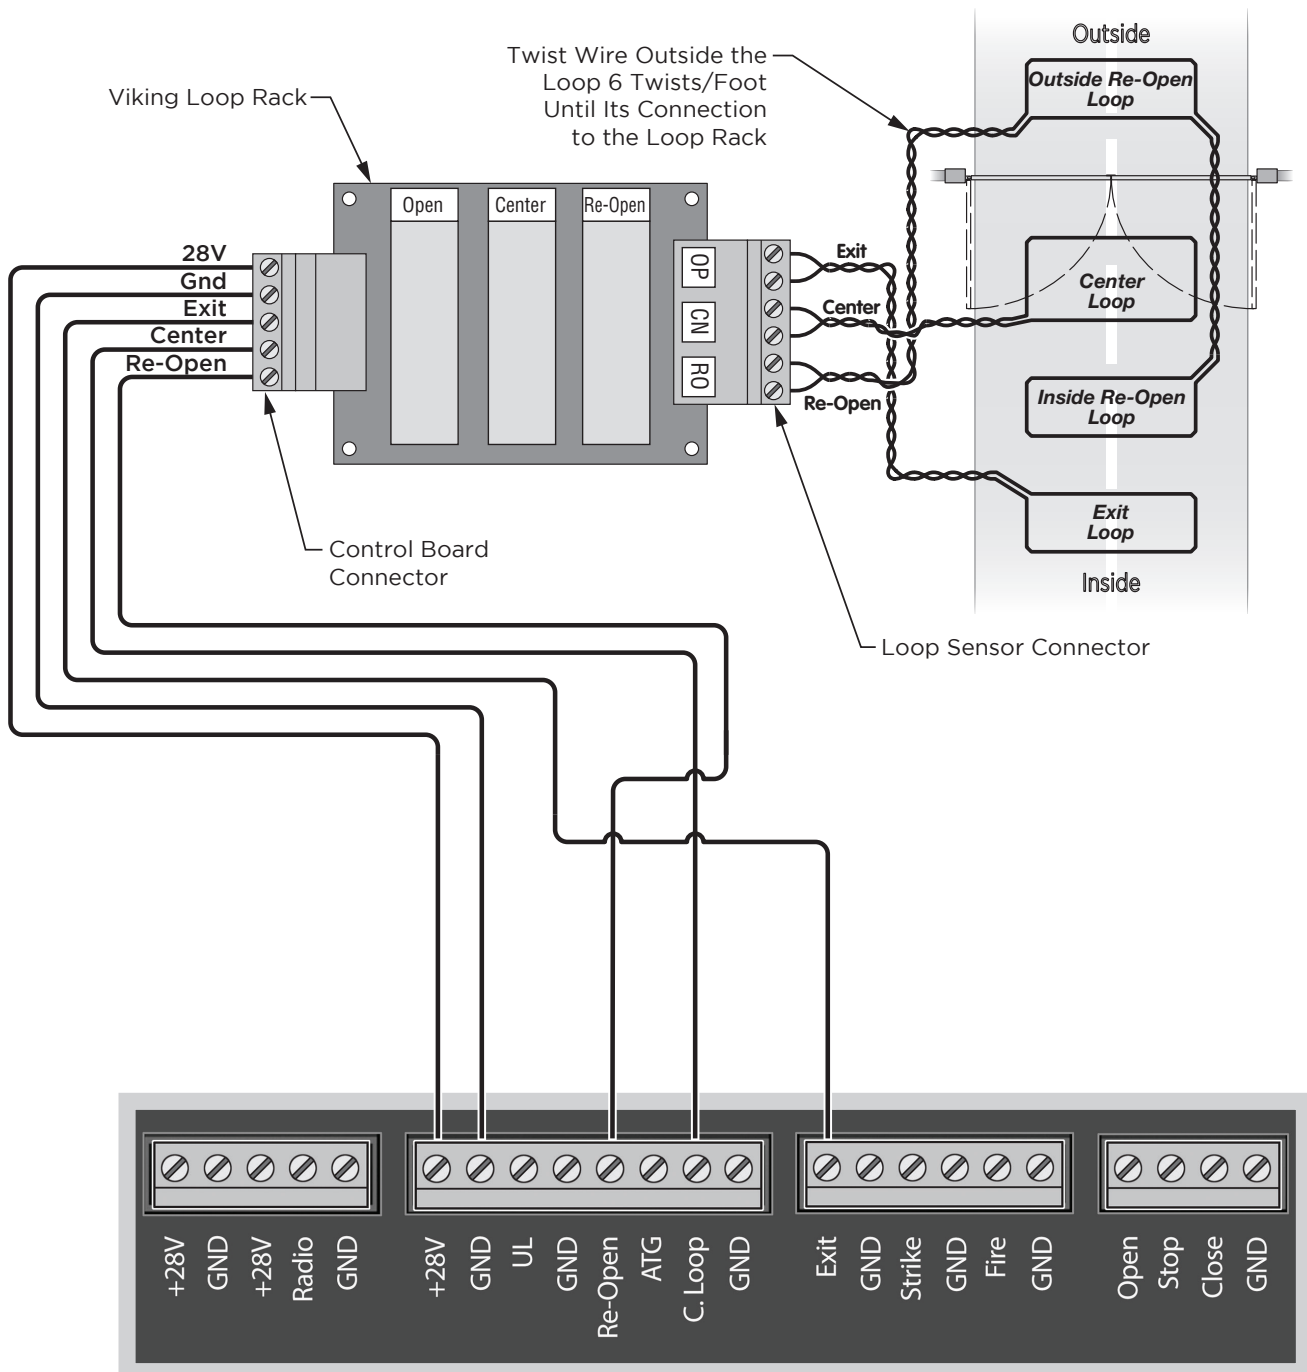 Outside
Twist Wire Outside the
Loop 6 Twists/Foot
Until Its Connection
to the Loop Rack
Outside Re-Open
Loop
Viking Loop Rack
Open
Center
Re-Open
28V
Gnd
Exit
Center
Re-Open
OP
CN
RO
Exit
Center
Re-Open
Center
Loop
Inside Re-Open
Loop
Exit
Loop
Inside
Control Board
Connector
Loop Sensor Connector
+28V
GND
+28V
Radio
GND
+28V
GND
UL
GND
Re-Open
ATG
C. Loop
GND
Exit
GND
Strike
GND
Fire
GND
Open
Stop
Close
GND